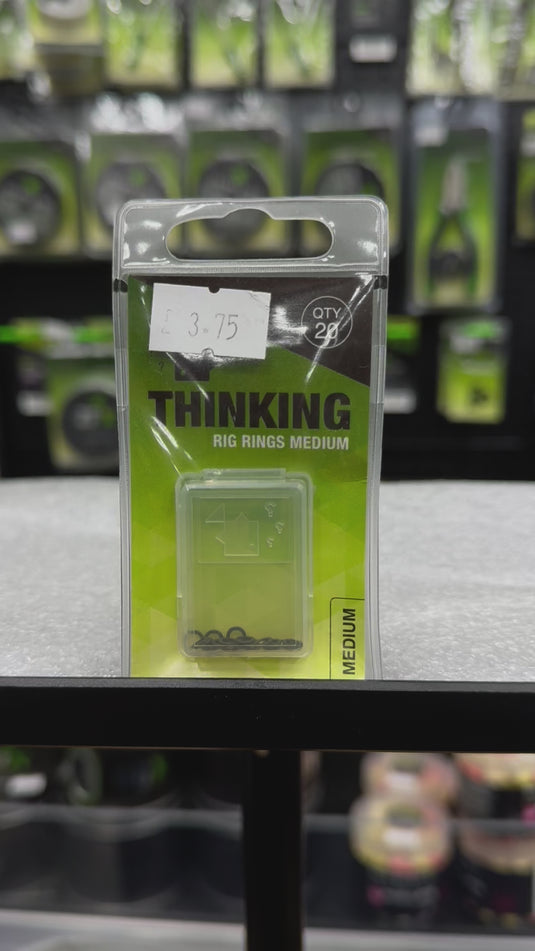 £ 3.75
QTY
20
?
THINKING
RIG RINGS MEDIUM
MEDIUM